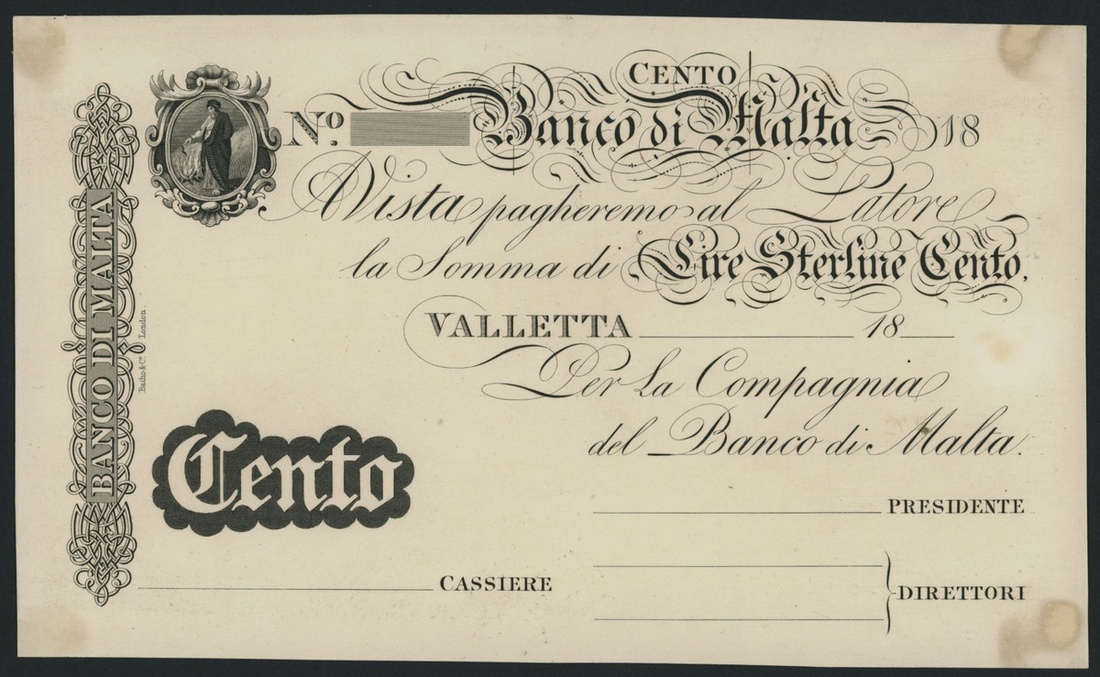 CENTO
Nº. Banco di Malta 18
A Vista pagheremo al Latore
la Somma di Lire Sterline Cento,
VALLETTA 18
Per la Compagnia
del Banco di Malta.
PRESIDENTE
CASSIERE
DIRETTORI
Cento
BANCO DI MALTA
London